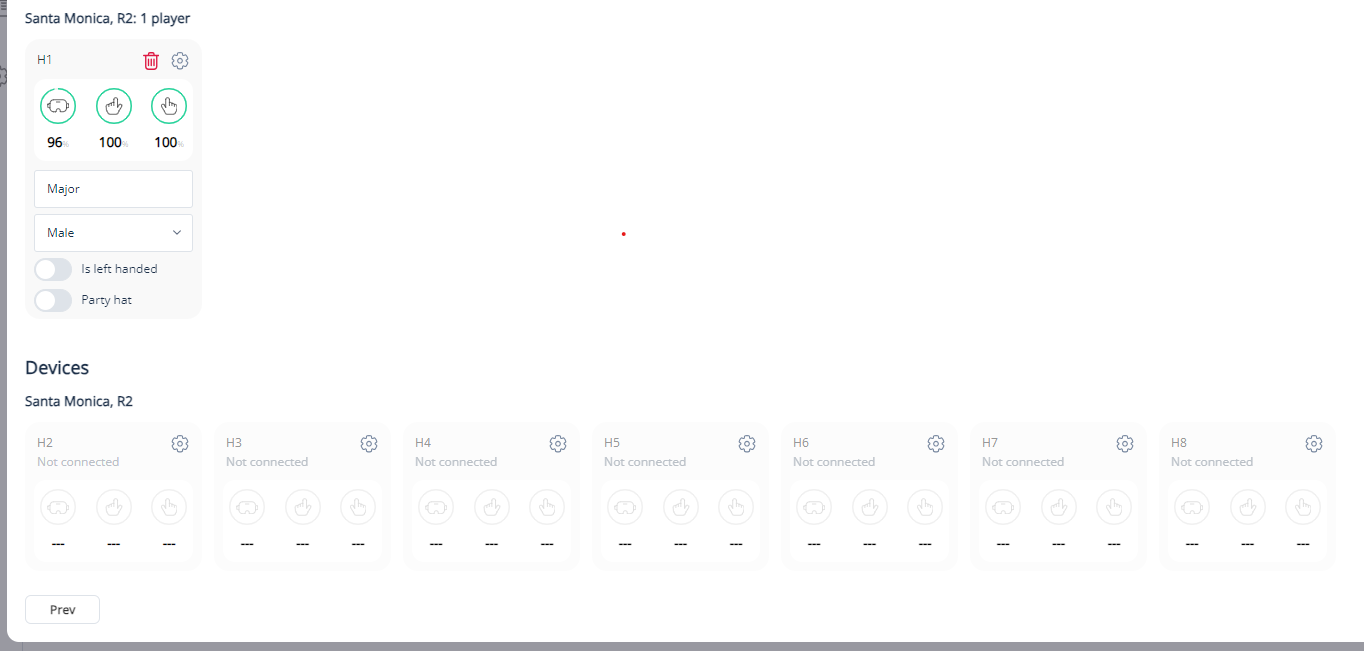 Santa Monica, R2: 1 player
H1
96%
100%
100%
Major
Male
Is left handed
Party hat
Devices
Santa Monica, R2
H2 H3 H4 H5 H6 H7 H8
Not connected Not connected Not connected Not connected Not connected Not connected Not connected
--- --- --- --- --- --- --- --- --- --- --- --- --- --- --- --- --- --- --- --- ---
Prev